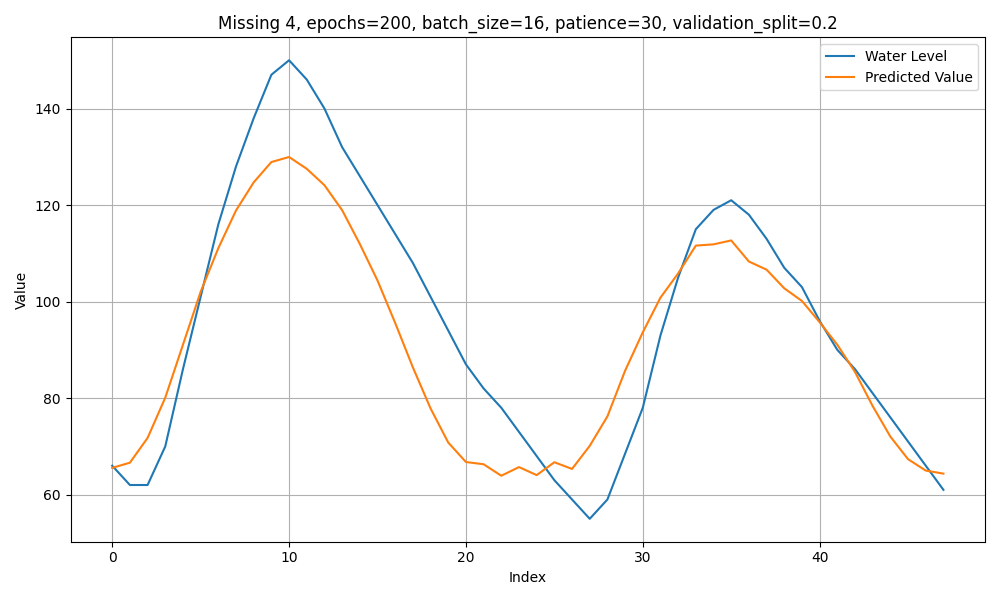 Missing 4, epochs=200, batch_size=16, patience=30, validation_split=0.2
Water Level
Predicted Value
Value
140
120
100
80
60
0
10
20
30
40
Index